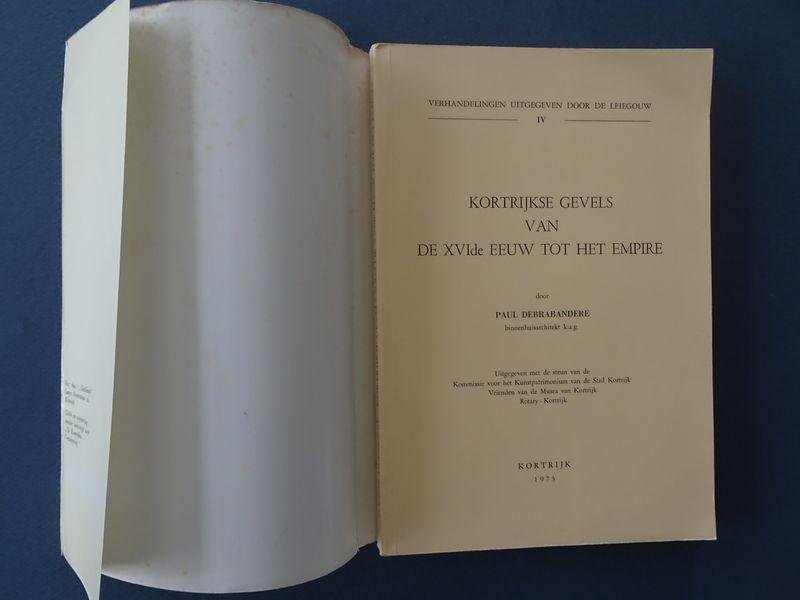 VERHANDELINGEN UITGEGEVEN DOOR DE LEIEGOUW
IV
KORTRIJKSE GEVELS
VAN
DE XVIde EEUW TOT HET EMPIRE
door
PAUL DEBRABANDERE
binnenhuisarchitekt k.a.g.
Uitgegeven met de steun van de
Kommissie voor het Kunstpatrimonium van de Stad Kortrijk
Vrienden van de Musea van Kortrijk
Rotary - Kortrijk
KORTRIJK
1975